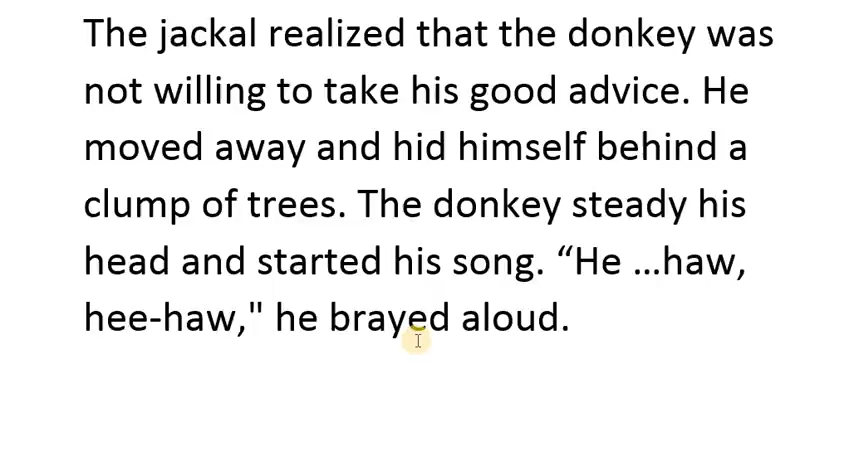 The jackal realized that the donkey was
not willing to take his good advice. He
moved away and hid himself behind a
clump of trees. The donkey steady his
head and started his song. “He ...haw,
hee-haw," he brayed aloud.